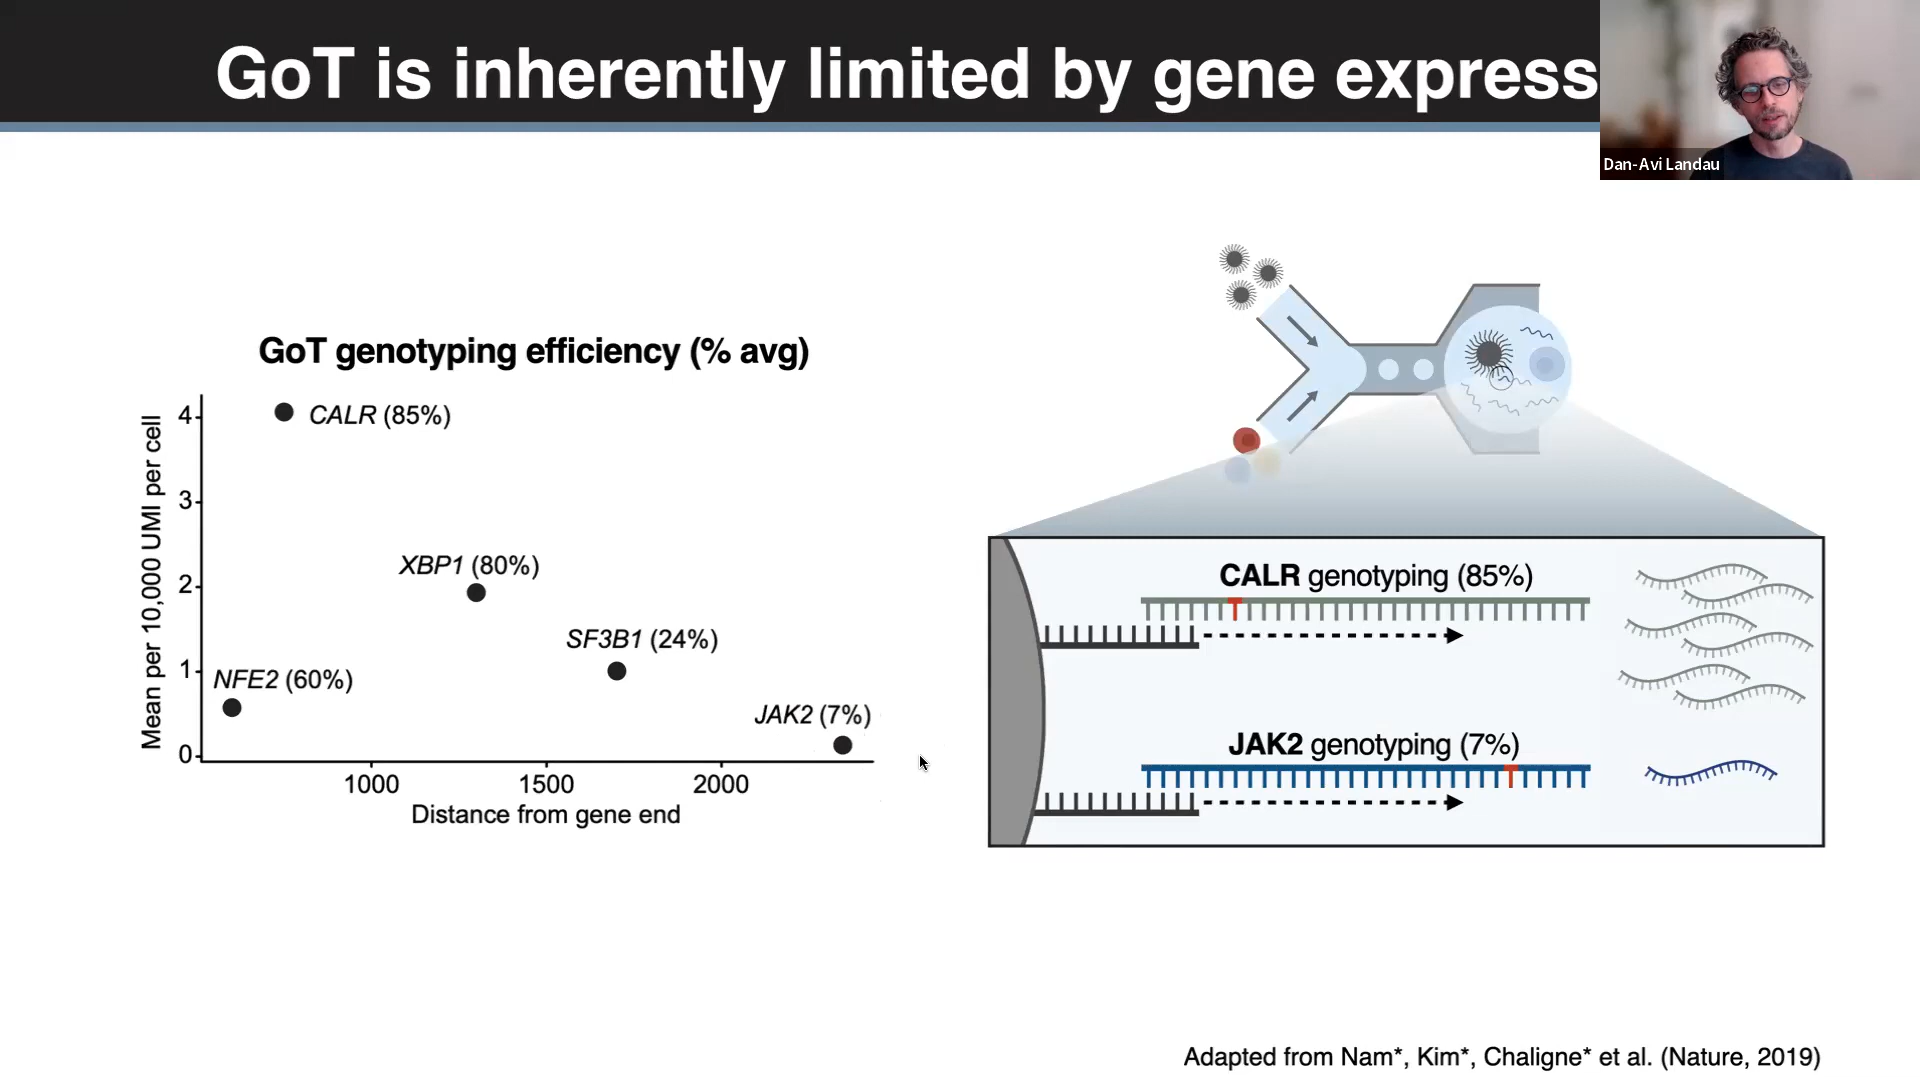 GoT is inherently limited by gene express
Dan-Avi Landau
GoT genotyping efficiency (% avg)
Mean per 10,000 UMI per cell
4
3
2
1
0
CALR (85%)
XBP1 (80%)
SF3B1 (24%)
NFE2 (60%)
JAK2 (7%)
1000 1500 2000
Distance from gene end
CALR genotyping (85%)
JAK2 genotyping (7%)
Adapted from Nam*, Kim*, Chaligne* et al. (Nature, 2019)